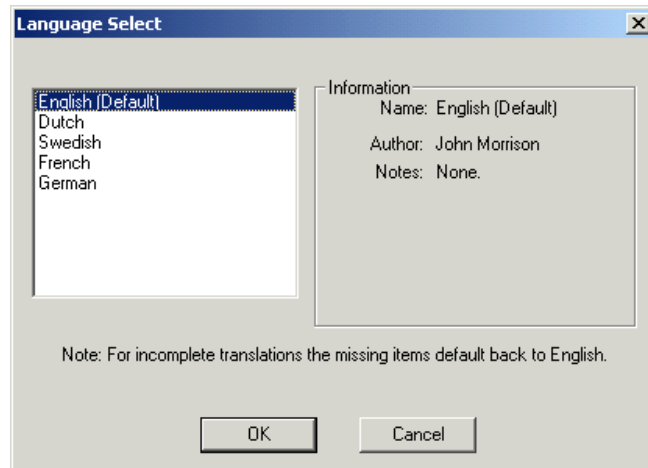 Language Select
English (Default)
Dutch
Swedish
French
German
Information
Name: English (Default)
Author: John Morrison
Notes: None.
Note: For incomplete translations the missing items default back to English.
OK
Cancel